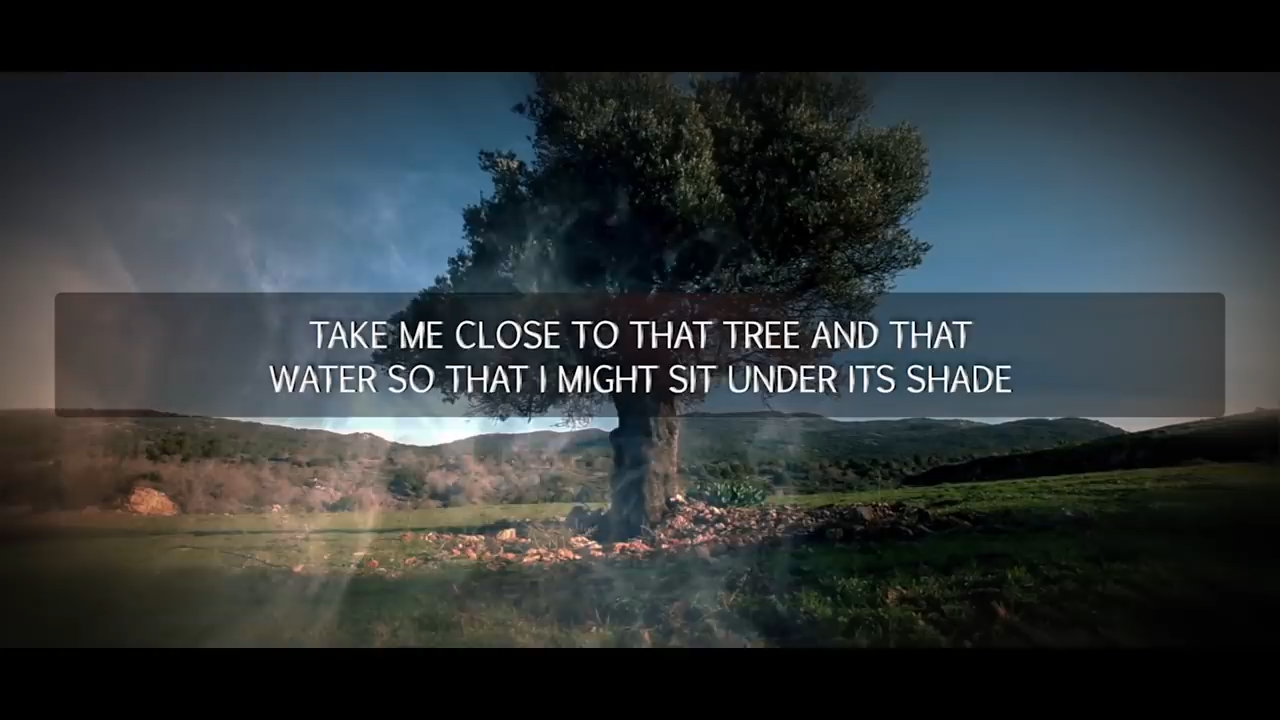 TAKE ME CLOSE TO THAT TREE AND THAT
WATER SO THAT I MIGHT SIT UNDER ITS SHADE